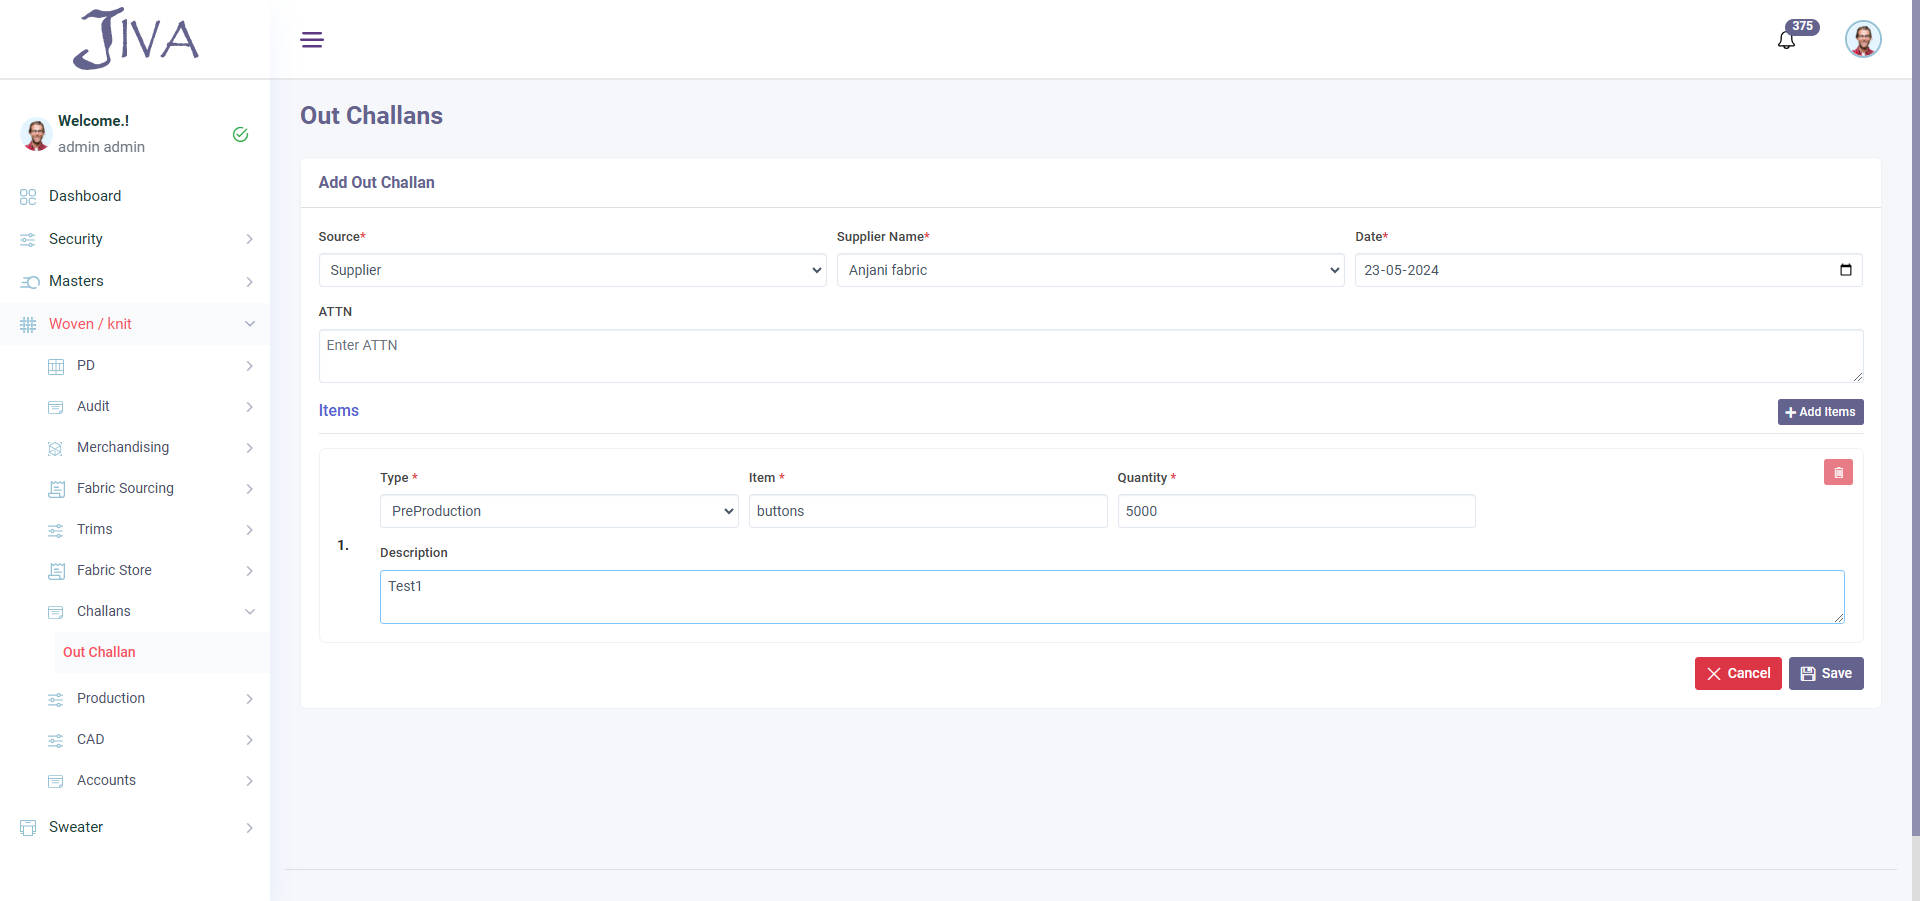 JIVA
375
Welcome.!
admin admin
Dashboard
Security
Masters
Woven / knit
PD
Audit
Merchandising
Fabric Sourcing
Trims
Fabric Store
Challans
Out Challan
Production
CAD
Accounts
Sweater
Out Challans
Add Out Challan
Source* Supplier Name* Date*
Supplier Anjani fabric 23-05-2024
ATTN
Enter ATTN
Items Add Items
Type * Item * Quantity *
PreProduction buttons 5000
1.
Description
Test1
Cancel Save